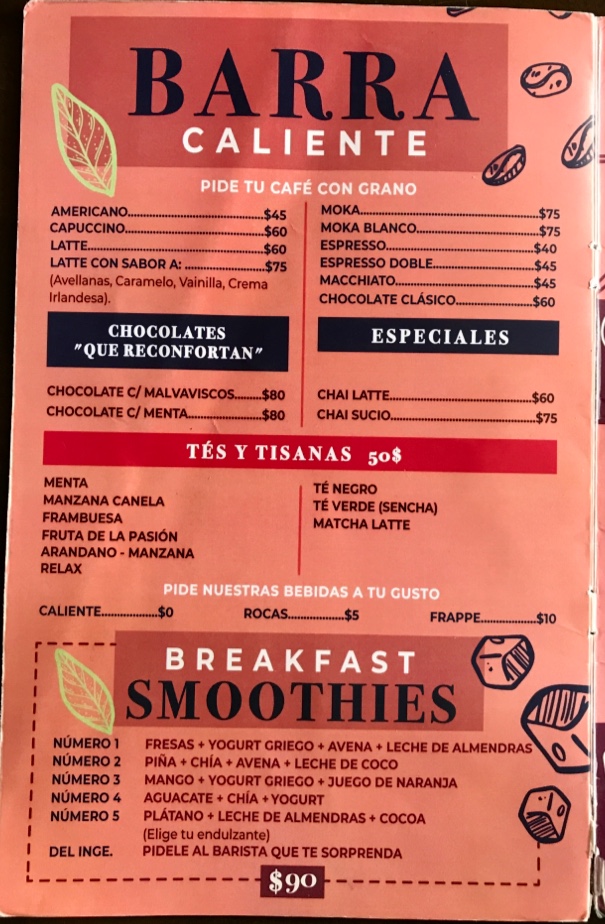 BARRA
CALIENTE
PIDE TU CAFÉ CON GRANO
AMERICANO.....................................$45
CAPUCCINO.....................................$60
LATTE...............................................$60
LATTE CON SABOR A: ....................$75
(Avellanas, Caramelo, Vainilla, Crema
Irlandesa).
MOKA................................................$75
MOKA BLANCO................................$75
ESPRESSO........................................$40
ESPRESSO DOBLE...........................$45
MACCHIATO.....................................$45
CHOCOLATE CLÁSICO.....................$60
CHOCOLATES
"QUE RECONFORTAN"
CHOCOLATE C/ MALVAVISCOS........$80
CHOCOLATE C/ MENTA....................$80
ESPECIALES
CHAI LATTE.......................................$60
CHAI SUCIO.......................................$75
TÉS Y TISANAS 50$
MENTA
MANZANA CANELA
FRAMBUESA
FRUTA DE LA PASIÓN
ARANDANO - MANZANA
RELAX
TÉ NEGRO
TÉ VERDE (SENCHA)
MATCHA LATTE
PIDE NUESTRAS BEBIDAS A TU GUSTO
CALIENTE................$0 ROCAS................$5 FRAPPE...............$10
BREAKFAST
SMOOTHIES
NÚMERO 1 FRESAS + YOGURT GRIEGO + AVENA + LECHE DE ALMENDRAS
NÚMERO 2 PIÑA + CHÍA + AVENA + LECHE DE COCO
NÚMERO 3 MANGO + YOGURT GRIEGO + JUEGO DE NARANJA
NÚMERO 4 AGUACATE + CHÍA + YOGURT
NÚMERO 5 PLÁTANO + LECHE DE ALMENDRAS + COCOA
(Elige tu endulzante)
DEL INGE. PIDELE AL BARISTA QUE TE SORPRENDA
$90